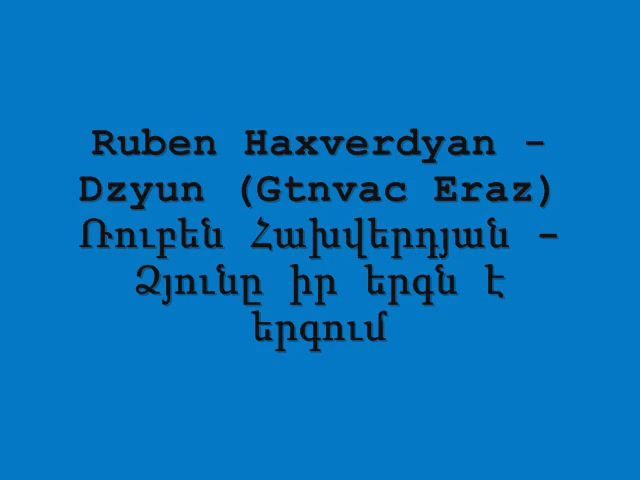 Ruben Haxverdyan -
Dzyun (Gtnvac Eraz)
Ռուբեն Հախվերդյան -
Ձյունը իր երգն է
երգում